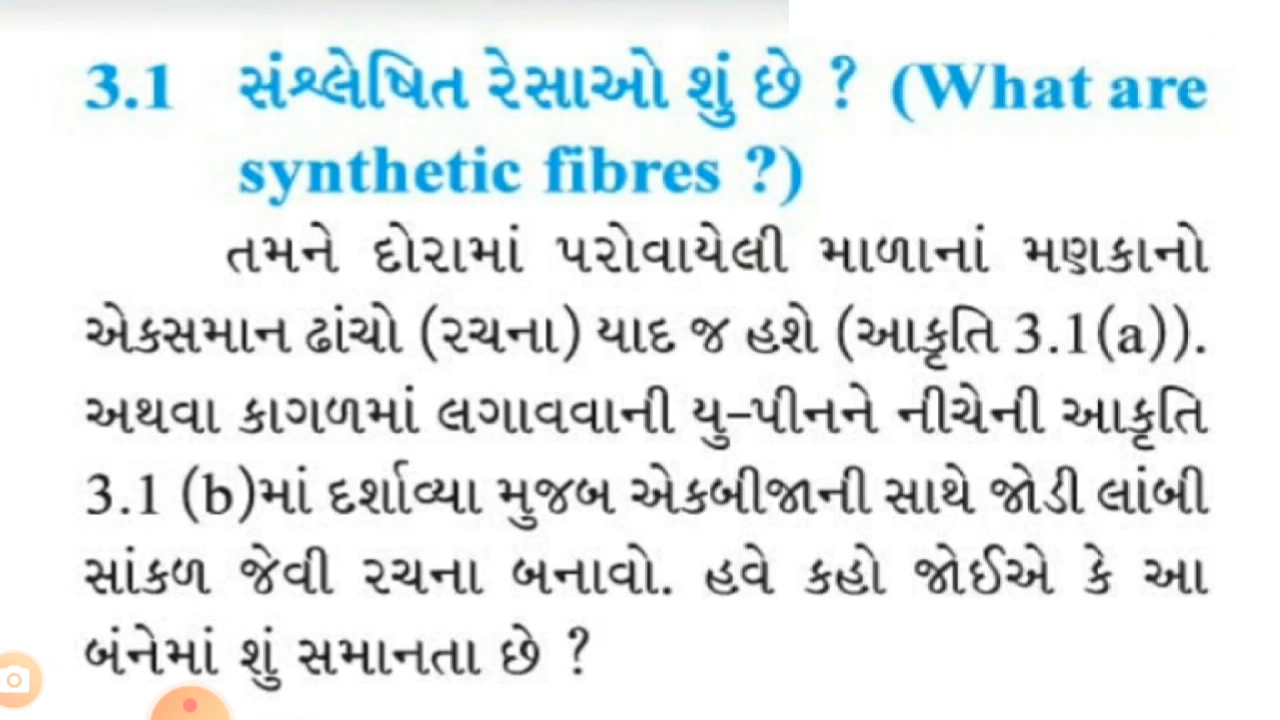 3.1 સંશ્લેષિત રેસાઓ શું છે ? (What are
synthetic fibres ?)
તમને દોરામાં પરોવાયેલી માળાનાં મણકાનો
એકસમાન ઢાંચો (રચના) યાદ જ હશે (આકૃતિ 3.1(a)).
અથવા કાગળમાં લગાવવાની યુ-પીનને નીચેની આકૃતિ
3.1 (b)માં દર્શાવ્યા મુજબ એકબીજાની સાથે જોડી લાંબી
સાંકળ જેવી રચના બનાવો. હવે કહો જોઈએ કે આ
બંનેમાં શું સમાનતા છે ?